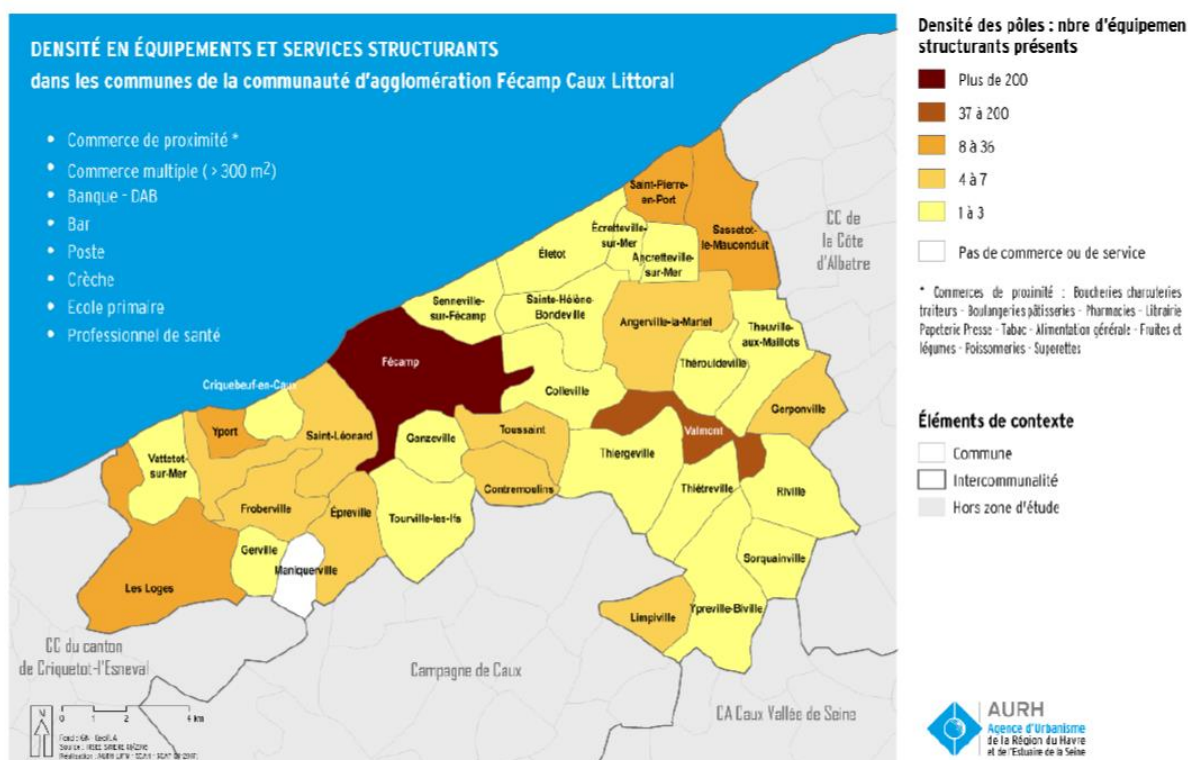 DENSITÉ EN ÉQUIPEMENTS ET SERVICES STRUCTURANTS
dans les communes de la communauté d'agglomération Fécamp Caux Littoral
• Commerce de proximité *
• Commerce multiple ( > 300 m2)
• Banque - DAB
• Bar
• Poste
• Crèche
• Ecole primaire
• Professionnel de santé
Saint-Pierre-
en-Port
Sassetot-
le-Mauconduit
Écretteville-
sur-Mer
Ancretteville-
sur-Mer
Életot
Senneville-
sur-Fécamp
Sainte-Hélène-
Bondeville
Angerville-la-Martel
Theuville-
aux-Maillots
Thérouldeville
Fécamp
Colleville
Gerponville
Criquebeuf-en-Caux
Yport
Saint-Léonard
Ganzeville
Toussaint
Valmont
Vattetot-
sur-Mer
Thiergeville
Contremoulins
Thiétreville
Riville
Froberville
Épreville
Tourville-les-Ifs
Gerville
Maniquerville
Sorquainville
Les Loges
Limpiville
Ypreville-Biville
CC de
la Côte
d'Albatre
CC du canton
de Criquetot-l'Esneval
Campagne de Caux
CA Caux Vallée de Seine
N
0 1 2 4 km
Densité des pôles : nbre d'équipemen
structurants présents
Plus de 200
37 à 200
8 à 36
4 à 7
1 à 3
Pas de commerce ou de service
* Commerces de proximité : Boucheries charcuteries
traiteurs - Boulangeries pâtisseries - Pharmacies - Librairie
Papeterie Presse - Tabac - Alimentation générale - Fruites et
légumes - Poissonneries - Superettes
Éléments de contexte
Commune
Intercommunalité
Hors zone d'étude
AURH
Agence d'Urbanisme
de la Région du Havre
et de l'Estuaire de la Seine